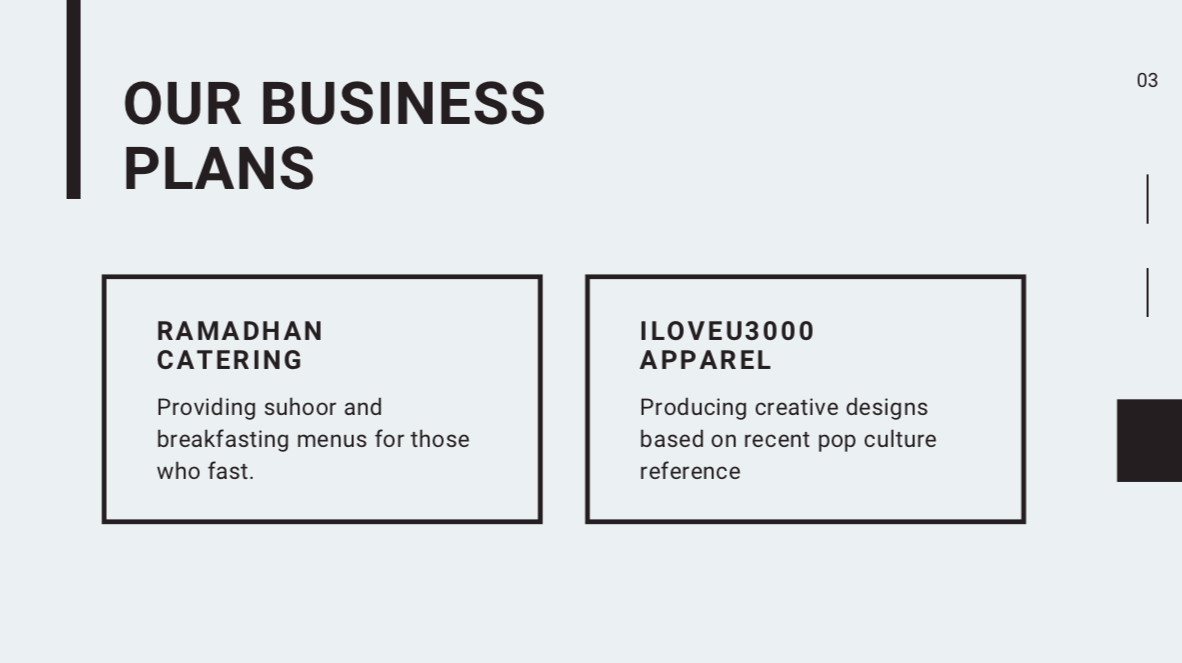 OUR BUSINESS
PLANS
03
RAMADHAN
CATERING
Providing suhoor and
breakfasting menus for those
who fast.
ILOVEU3000
APPAREL
Producing creative designs
based on recent pop culture
reference